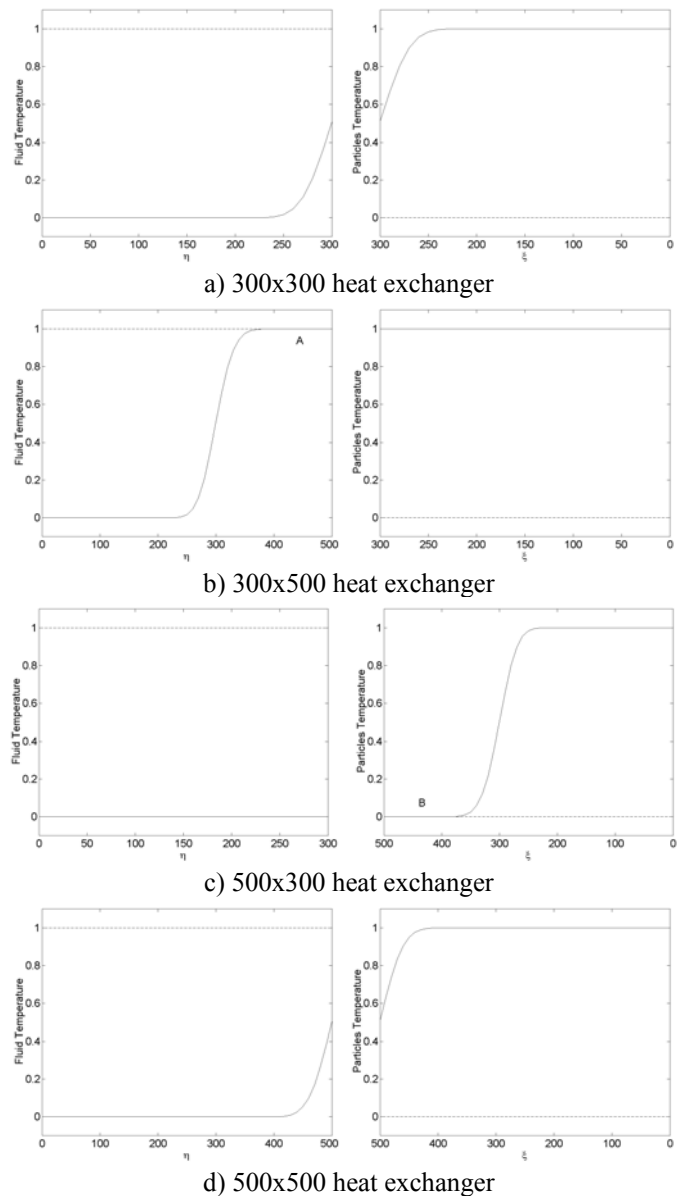 Fluid Temperature
1
0.8
0.6
0.4
0.2
0
0 50 100 150 200 250 300
η
Particles Temperature
1
0.8
0.6
0.4
0.2
0
300 250 200 150 100 50 0
ξ
a) 300x300 heat exchanger
Fluid Temperature
1
0.8
0.6
0.4
0.2
0
A
0 100 200 300 400 500
η
Particles Temperature
1
0.8
0.6
0.4
0.2
0
300 250 200 150 100 50 0
ξ
b) 300x500 heat exchanger
Fluid Temperature
1
0.8
0.6
0.4
0.2
0
0 50 100 150 200 250 300
η
Particles Temperature
1
0.8
0.6
0.4
0.2
0
B
500 400 300 200 100 0
ξ
c) 500x300 heat exchanger
Fluid Temperature
1
0.8
0.6
0.4
0.2
0
0 100 200 300 400 500
η
Particles Temperature
1
0.8
0.6
0.4
0.2
0
500 400 300 200 100 0
ξ
d) 500x500 heat exchanger